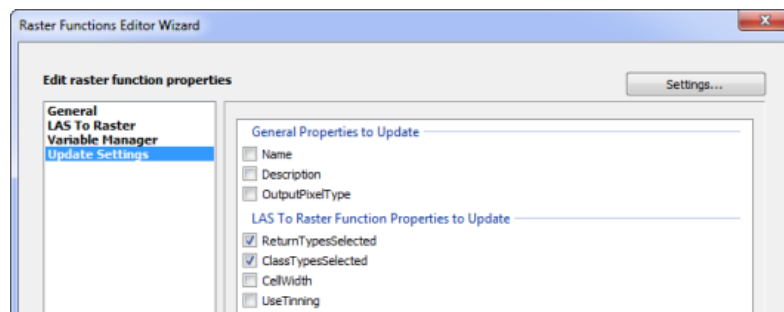 Raster Functions Editor Wizard
Edit raster function properties
Settings...
General
LAS To Raster
Variable Manager
Update Settings
General Properties to Update
Name
Description
OutputPixelType
LAS To Raster Function Properties to Update
ReturnTypesSelected
ClassTypesSelected
CellWidth
UseTinning